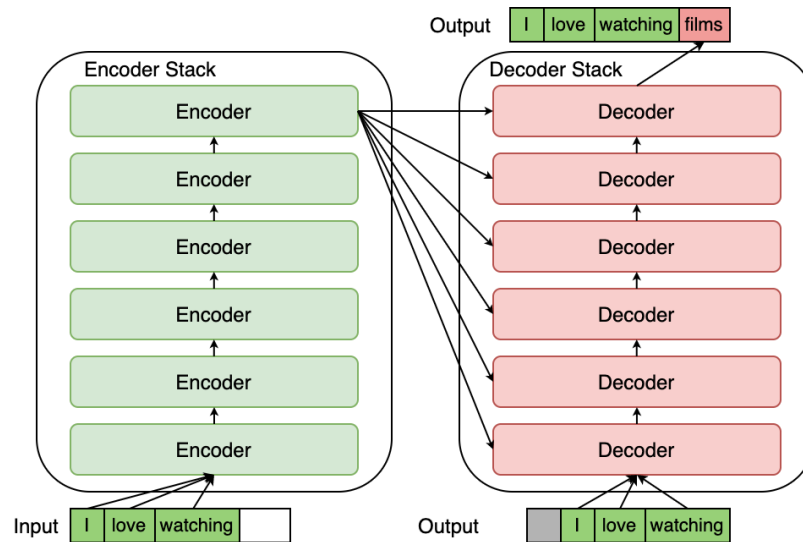 Output I love watching films
Encoder Stack
Encoder
Encoder
Encoder
Encoder
Encoder
Encoder
Input I love watching
Decoder Stack
Decoder
Decoder
Decoder
Decoder
Decoder
Decoder
Output I love watching